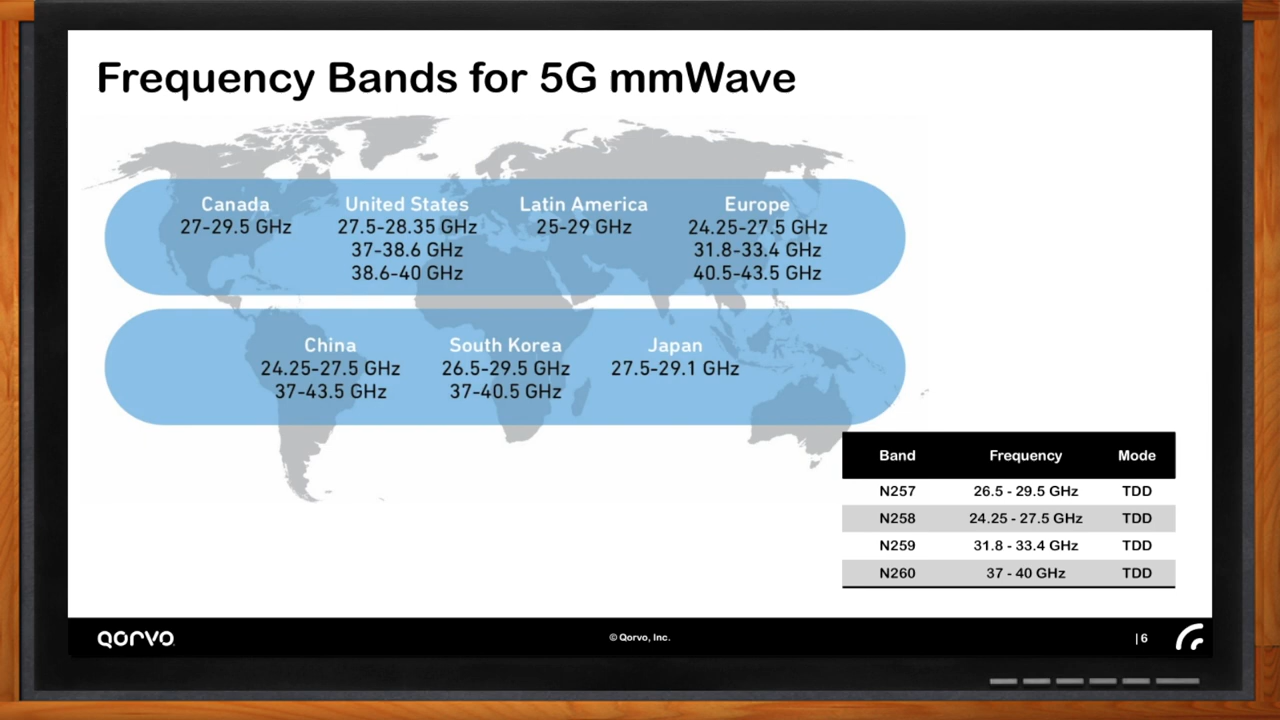 Frequency Bands for 5G mmWave
Canada
27-29.5 GHz
United States
27.5-28.35 GHz
37-38.6 GHz
38.6-40 GHz
Latin America
25-29 GHz
Europe
24.25-27.5 GHz
31.8-33.4 GHz
40.5-43.5 GHz
China
24.25-27.5 GHz
37-43.5 GHz
South Korea
26.5-29.5 GHz
37-40.5 GHz
Japan
27.5-29.1 GHz
Band Frequency Mode
N257 26.5 - 29.5 GHz TDD
N258 24.25 - 27.5 GHz TDD
N259 31.8 - 33.4 GHz TDD
N260 37 - 40 GHz TDD
QORVO
© Qorvo, Inc.
| 6